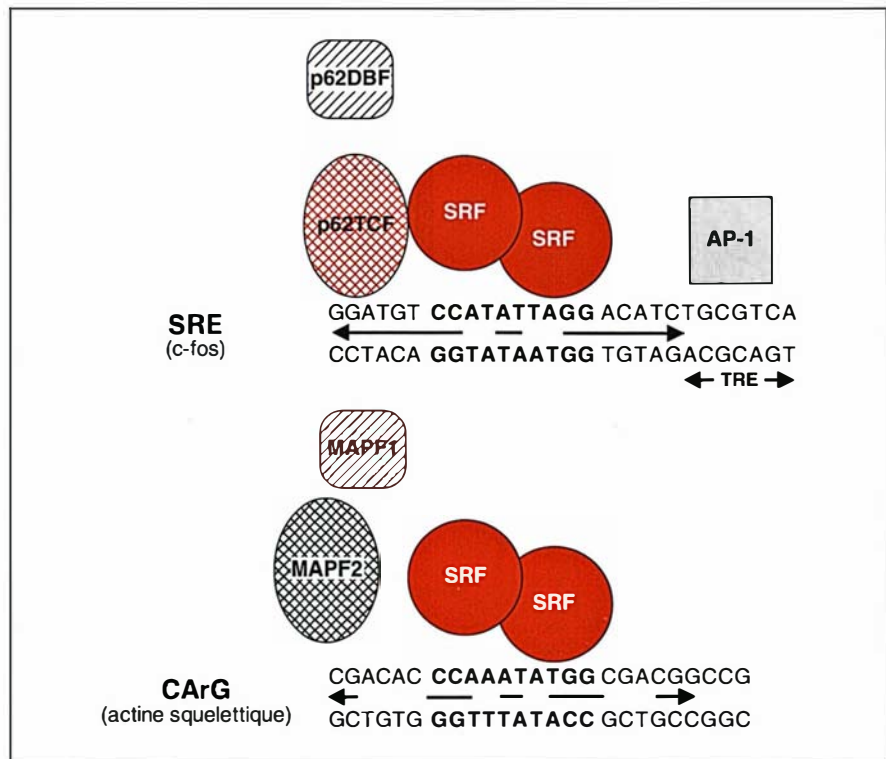 p62DBF
p62TCF
SRF
SRF
AP-1
SRE
(c-fos)
GGATGT CCATATTAGG ACATCTGCGTCA
CCTACA GGTATAATGG TGTAGACGCAGT
TRE
MAPF1
MAPF2
SRF
SRF
CArG
(actine squelettique)
CGACAC CCAAATATGG CGACGGCCG
GCTGTG GGTTTATACC GCTGCCGGC